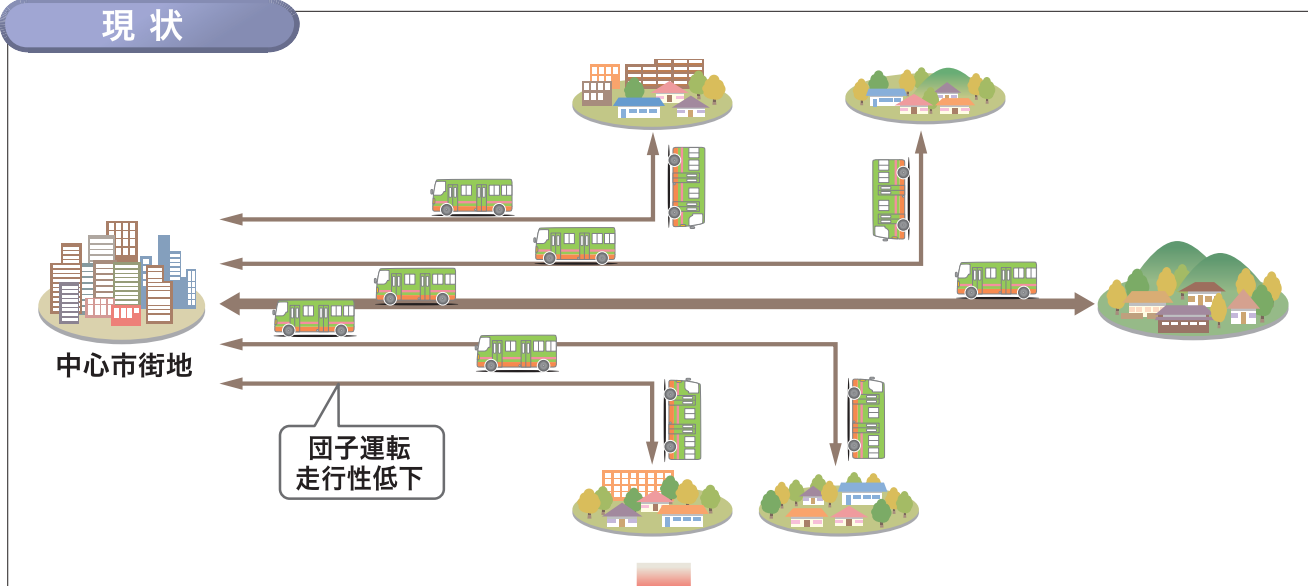 現状
中心市街地
団子運転
走行性低下